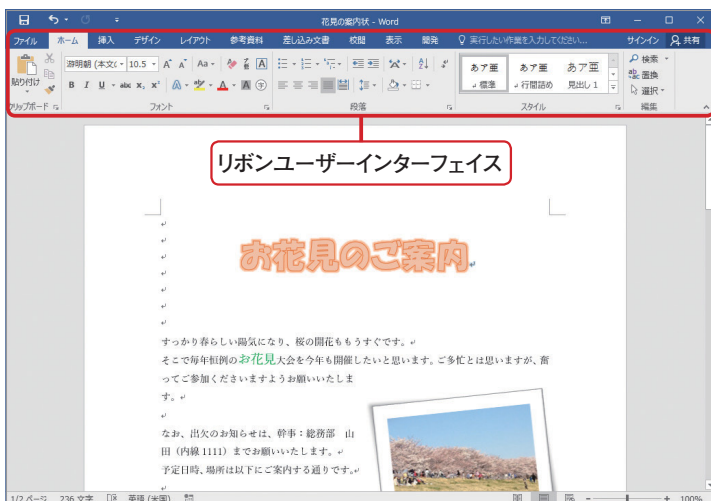 花見の案内状 - Word
ファイル ホーム 挿入 デザイン レイアウト 参考資料 差し込み文書 校閲 表示 開発 実行したい作業を入力してください... サインイン 共有
游明朝 (本文( 10.5 A A Aa A あア亜 あア亜 あア亜 検索
貼り付け B I U abc x₂ x² A aby A A 字 標準 行間詰め 見出し 1 置換
選択
クリップボード フォント 段落 スタイル 編集
リボンユーザーインターフェイス
お花見のご案内
すっかり春らしい陽気になり、桜の開花ももうすぐです。
そこで毎年恒例のお花見大会を今年も開催したいと思います。ご多忙とは思いますが、奮
ってご参加くださいますようお願いいたしま
す。
なお、出欠のお知らせは、幹事：総務部　山
田（内線 1111）までお願いいたします。
予定日時、場所は以下にご案内する通りです。
1/2 ページ 236 文字 英語 (米国) 100%